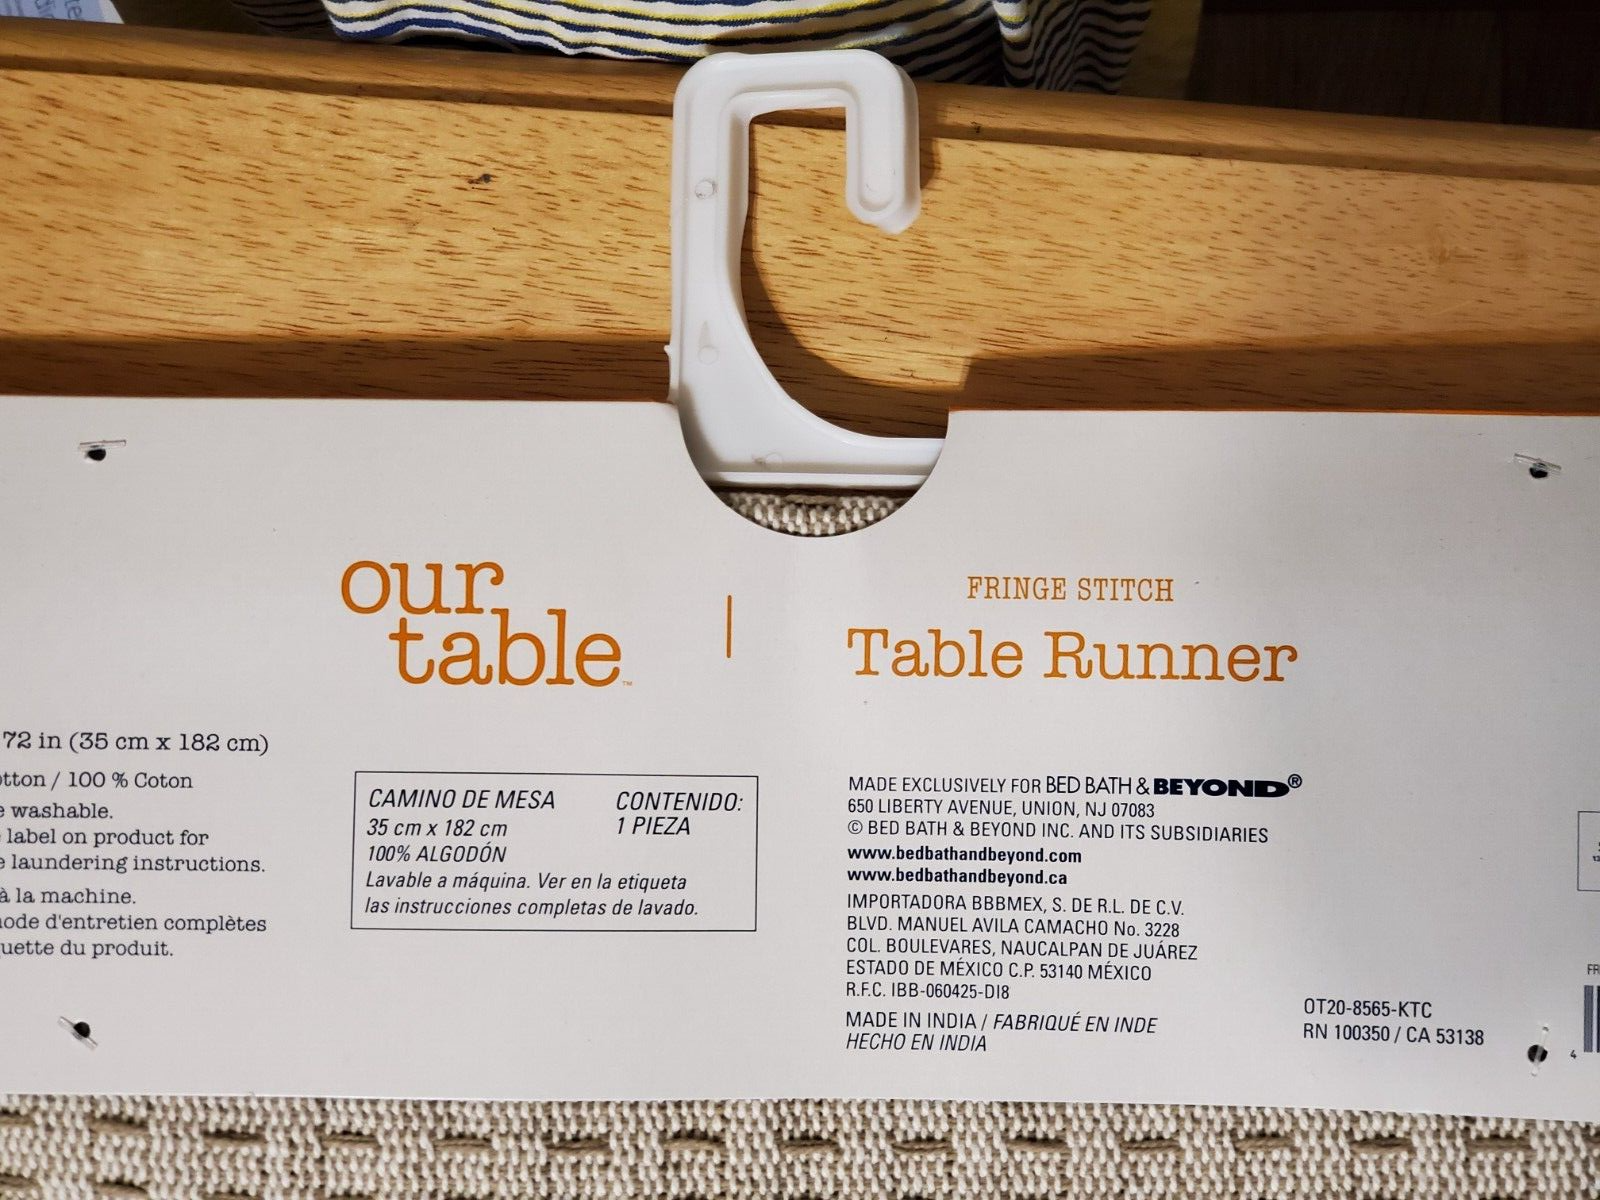 our
table™
FRINGE STITCH
Table Runner
72 in (35 cm x 182 cm)
/ 100 % Coton
washable.
label on product for
laundering instructions.
à la machine.
d'entretien complètes
du produit.
CAMINO DE MESA
35 cm x 182 cm
100% ALGODÓN
CONTENIDO:
1 PIEZA
Lavable a máquina. Ver en la etiqueta
las instrucciones completas de lavado.
MADE EXCLUSIVELY FOR BED BATH & BEYOND®
650 LIBERTY AVENUE, UNION, NJ 07083
© BED BATH & BEYOND INC. AND ITS SUBSIDIARIES
www.bedbathandbeyond.com
www.bedbathandbeyond.ca
IMPORTADORA BBBMEX, S. DE R.L. DE C.V.
BLVD. MANUEL AVILA CAMACHO No. 3228
COL. BOULEVARES, NAUCALPAN DE JUÁREZ
ESTADO DE MÉXICO C.P. 53140 MÉXICO
R.F.C. IBB-060425-DI8
MADE IN INDIA / FABRIQUÉ EN INDE
HECHO EN INDIA
OT20-8565-KTC
RN 100350 / CA 53138
4